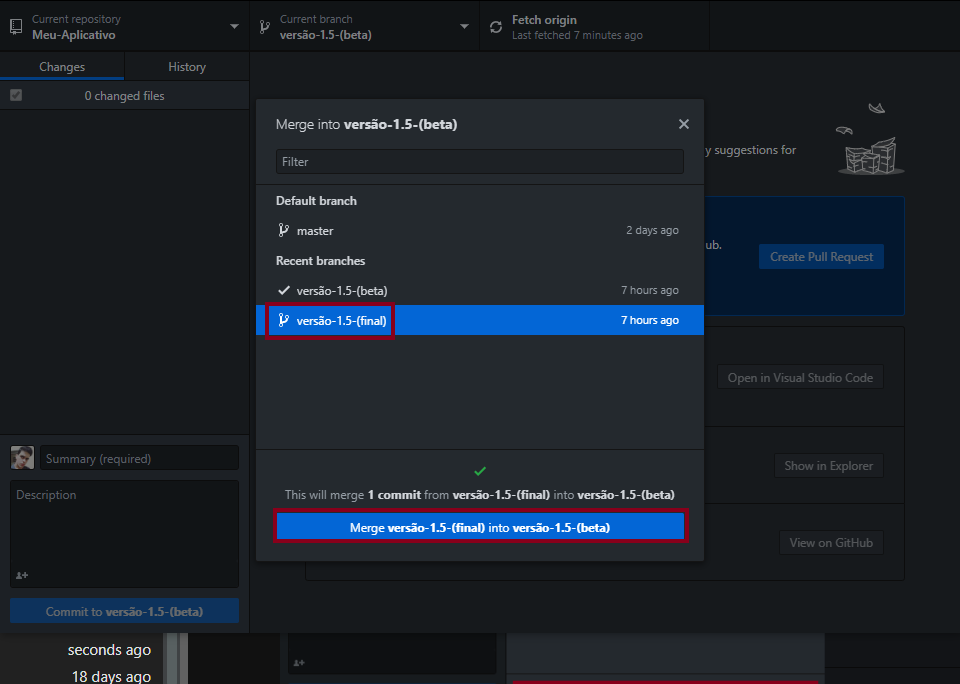 Current repository
Meu-Aplicativo
Current branch
versão-1.5-(beta)
Fetch origin
Last fetched 7 minutes ago
Changes
History
0 changed files
Merge into versão-1.5-(beta)
Filter
y suggestions for
Default branch
master
2 days ago
ub.
Create Pull Request
Recent branches
versão-1.5-(beta)
7 hours ago
versão-1.5-(final)
7 hours ago
Open in Visual Studio Code
Summary (required)
Show in Explorer
Description
This will merge 1 commit from versão-1.5-(final) into versão-1.5-(beta)
Merge versão-1.5-(final) into versão-1.5-(beta)
View on GitHub
Commit to versão-1.5-(beta)
seconds ago
18 days ago